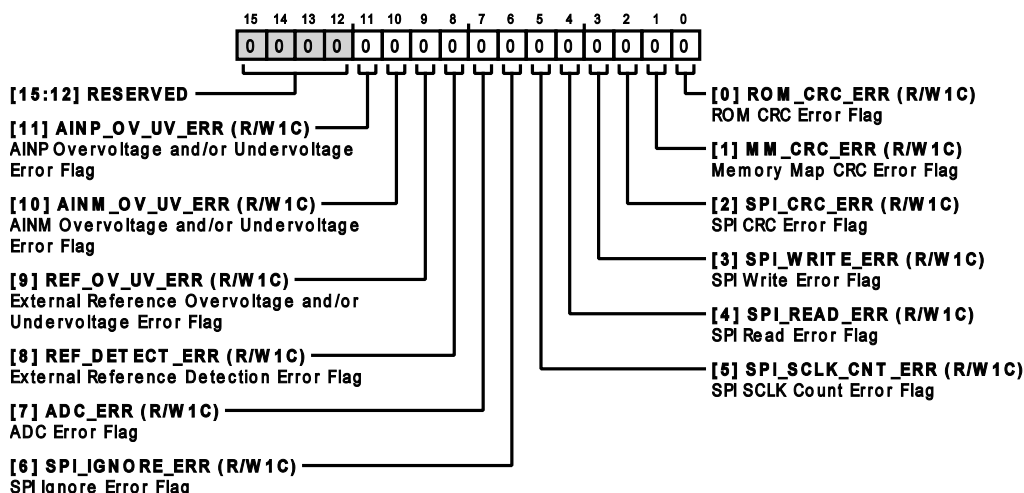 15 14 13 12 11 10 9 8 7 6 5 4 3 2 1 0
0 0 0 0 0 0 0 0 0 0 0 0 0 0 0 0
[15:12] RESERVED
[11] AINP_OV_UV_ERR (R/W1C)
AINP Overvoltage and/or Undervoltage
Error Flag
[10] AINM_OV_UV_ERR (R/W1C)
AINM Overvoltage and/or Undervoltage
Error Flag
[9] REF_OV_UV_ERR (R/W1C)
External Reference Overvoltage and/or
Undervoltage Error Flag
[8] REF_DETECT_ERR (R/W1C)
External Reference Detection Error Flag
[7] ADC_ERR (R/W1C)
ADC Error Flag
[6] SPI_IGNORE_ERR (R/W1C)
SPI Ignore Error Flag
[0] ROM_CRC_ERR (R/W1C)
ROM CRC Error Flag
[1] MM_CRC_ERR (R/W1C)
Memory Map CRC Error Flag
[2] SPI_CRC_ERR (R/W1C)
SPI CRC Error Flag
[3] SPI_WRITE_ERR (R/W1C)
SPI Write Error Flag
[4] SPI_READ_ERR (R/W1C)
SPI Read Error Flag
[5] SPI_SCLK_CNT_ERR (R/W1C)
SPI SCLK Count Error Flag